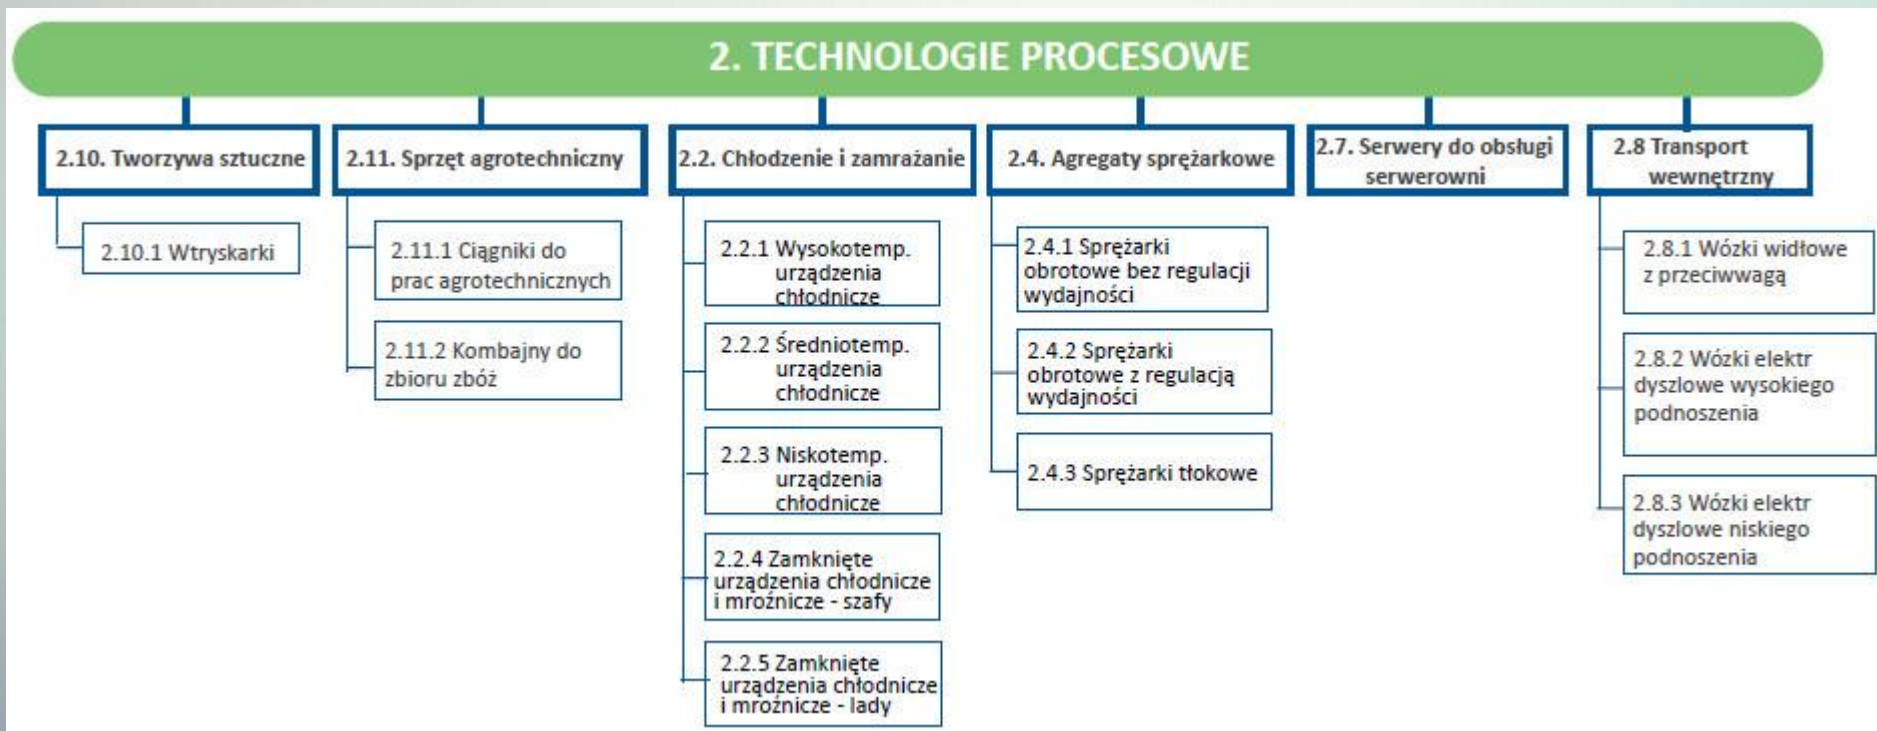 2. TECHNOLOGIE PROCESOWE
2.10. Tworzywa sztuczne
2.10.1 Wtryskarki
2.11. Sprzęt agrotechniczny
2.11.1 Ciągniki do
prac agrotechnicznych
2.11.2 Kombajny do
zbioru zbóż
2.2. Chłodzenie i zamrażanie
2.2.1 Wysokotemp.
urządzenia
chłodnicze
2.2.2 Średniotemp.
urządzenia
chłodnicze
2.2.3 Niskotemp.
urządzenia
chłodnicze
2.2.4 Zamknięte
urządzenia chłodnicze
i mroźnicze - szafy
2.2.5 Zamknięte
urządzenia chłodnicze
i mroźnicze - lady
2.4. Agregaty sprężarkowe
2.4.1 Sprężarki
obrotowe bez regulacji
wydajności
2.4.2 Sprężarki
obrotowe z regulacją
wydajności
2.4.3 Sprężarki tłokowe
2.7. Serwery do obsługi
serwerowni
2.8 Transport
wewnętrzny
2.8.1 Wózki widłowe
z przeciwwagą
2.8.2 Wózki elektr
dyszlowe wysokiego
podnoszenia
2.8.3 Wózki elektr
dyszlowe niskiego
podnoszenia